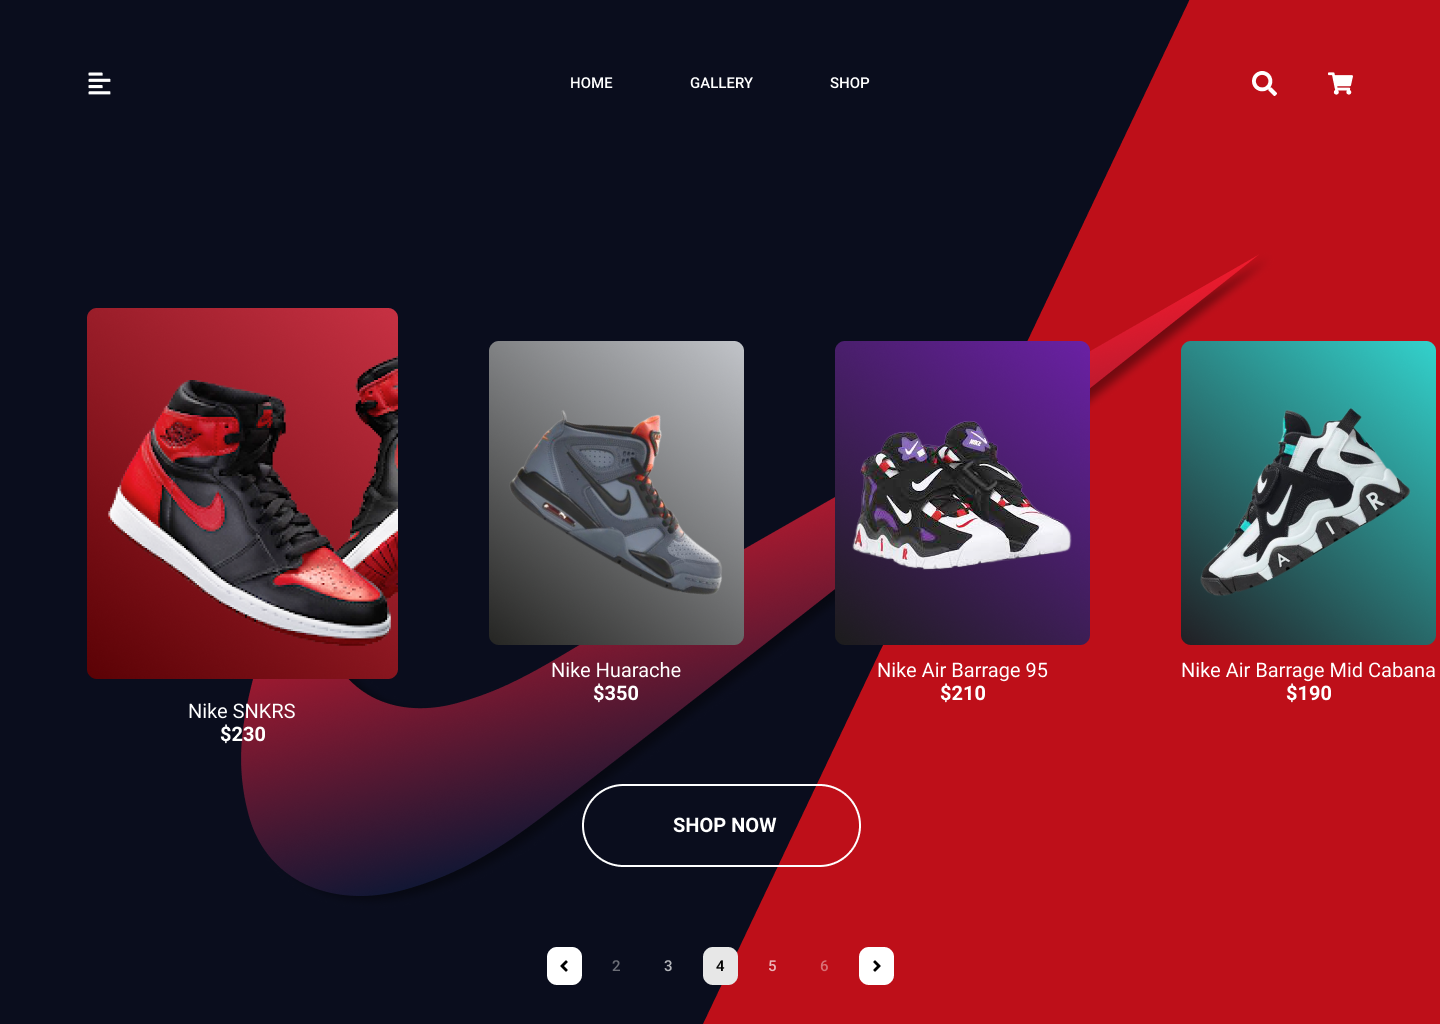 HOME GALLERY SHOP
Nike SNKRS
$230
Nike Huarache
$350
A I R
Nike Air Barrage 95
$210
A I R
Nike Air Barrage Mid Cabana
$190
SHOP NOW
2 3 4 5 6